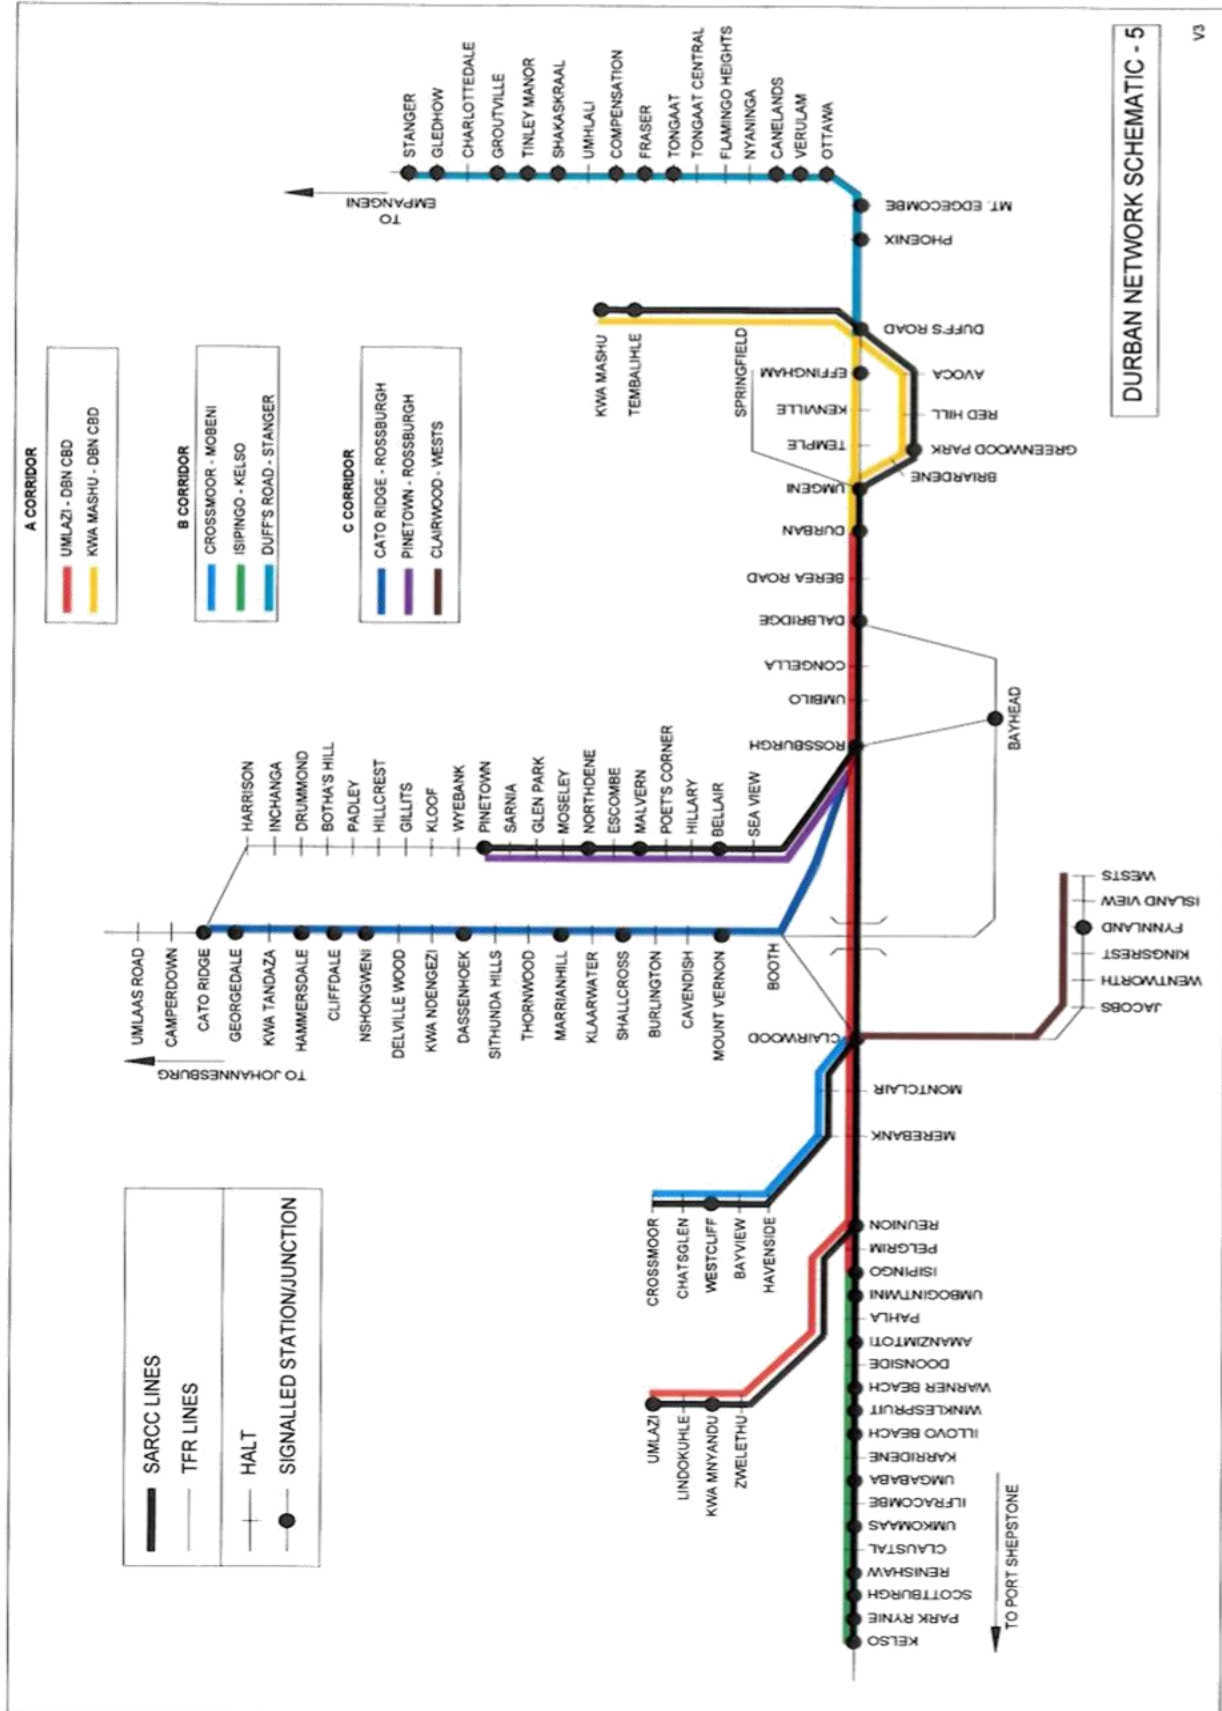 STANGER
GLEDHOW
CHARLOTTEDALE
GROUTVILLE
TINLEY MANOR
SHAKASKRAAL
UMHLALI
COMPENSATION
FRASER
TONGAAT
TONGAAT CENTRAL
FLAMINGO HEIGHTS
NYANINGA
CANELANDS
VERULAM
OTTAWA
DURBAN NETWORK SCHEMATIC - 5
V3
TO
EMPANGENI
MT. EDGECOMBE
PHOENIX
A CORRIDOR
UMLAZI - DBN CBD
KWA MASHU - DBN CBD
B CORRIDOR
CROSSMOOR - MOBENI
ISIPINGO - KELSO
DUFF'S ROAD - STANGER
C CORRIDOR
CATO RIDGE - ROSSBURGH
PINETOWN - ROSSBURGH
CLAIRWOOD - WESTS
KWA MASHU
TEMBALIHLE
SPRINGFIELD
DUFF'S ROAD
EFFINGHAM
KENVILLE
TEMPLE
UMGENI
AVOCA
RED HILL
GREENWOOD PARK
BRIARDENE
DURBAN
BEREA ROAD
DALBRIDGE
CONGELLA
UMBILO
ROSSBURGH
BAYHEAD
HARRISON
INCHANGA
DRUMMOND
BOTHA'S HILL
PADLEY
HILLCREST
GILLITS
KLOOF
WYEBANK
PINETOWN
SARNIA
GLEN PARK
MOSELEY
NORTHDENE
ESCOMBE
MALVERN
POET'S CORNER
HILLARY
BELLAIR
SEA VIEW
UMLAAS ROAD
CAMPERDOWN
CATO RIDGE
GEORGEDALE
KWA TANDAZA
HAMMERSDALE
CLIFFDALE
NSHONGWENI
DELVILLE WOOD
KWA NDENGEZI
DASSENHOEK
SITHUNDA HILLS
THORNWOOD
MARRIANHILL
KLAARWATER
SHALLCROSS
BURLINGTON
CAVENDISH
MOUNT VERNON
BOOTH
TO JOHANNESBURG
WESTS
ISLAND VIEW
FYNNLAND
KINGSREST
WENTWORTH
JACOBS
CLAIRWOOD
MONTCLAIR
MEREBANK
CROSSMOOR
CHATSGLEN
WESTCLIFF
BAYVIEW
HAVENSIDE
SARCC LINES
TFR LINES
HALT
SIGNALLED STATION/JUNCTION
UMLAZI
LINDOKUHLE
KWA MNYANDU
ZWELETHU
REUNION
PELGRIM
ISIPINGO
UMBOGINTWINI
PAHLA
AMANZIMTOTI
DOONSIDE
WARNER BEACH
WINKLESPRUIT
ILLOVO BEACH
KARRIDENE
UMGABABA
ILFRACOMBE
UMKOMAAS
CLAUSTAL
RENISHAW
SCOTTBURGH
PARK RYNIE
KELSO
TO PORT SHEPSTONE